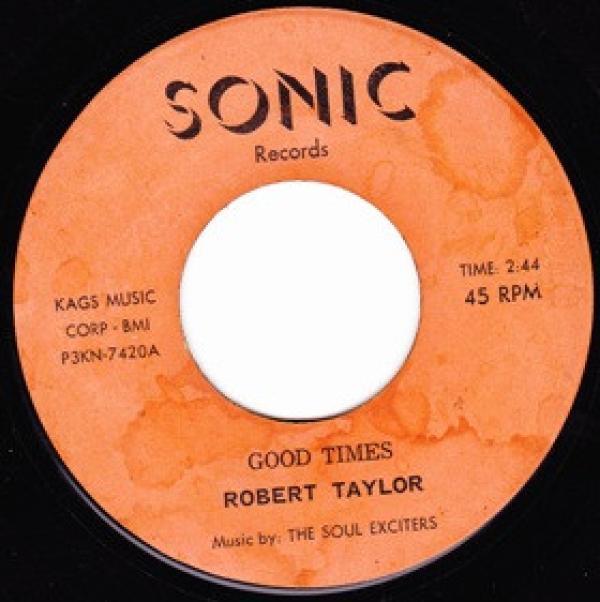 SONIC
Records
KAGS MUSIC
CORP - BMI
P3KN-7420A
TIME: 2:44
45 RPM
GOOD TIMES
ROBERT TAYLOR
Music by: THE SOUL EXCITERS